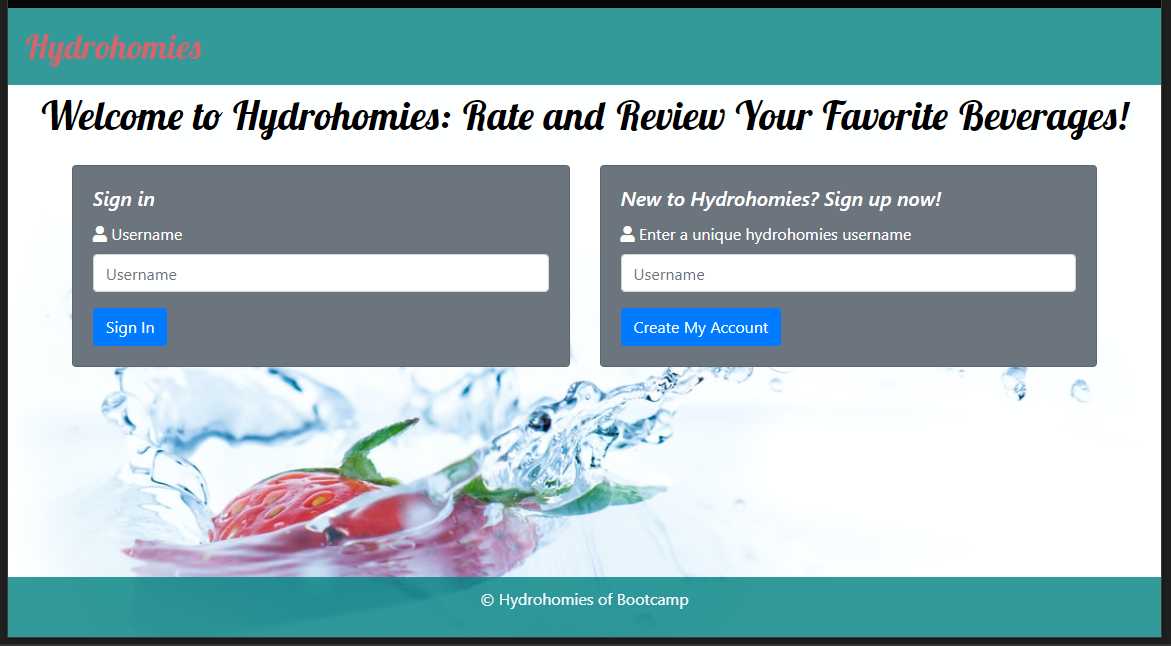 Hydrohomies
Welcome to Hydrohomies: Rate and Review Your Favorite Beverages!
Sign in
Username
Username
Sign In
New to Hydrohomies? Sign up now!
Enter a unique hydrohomies username
Username
Create My Account
© Hydrohomies of Bootcamp